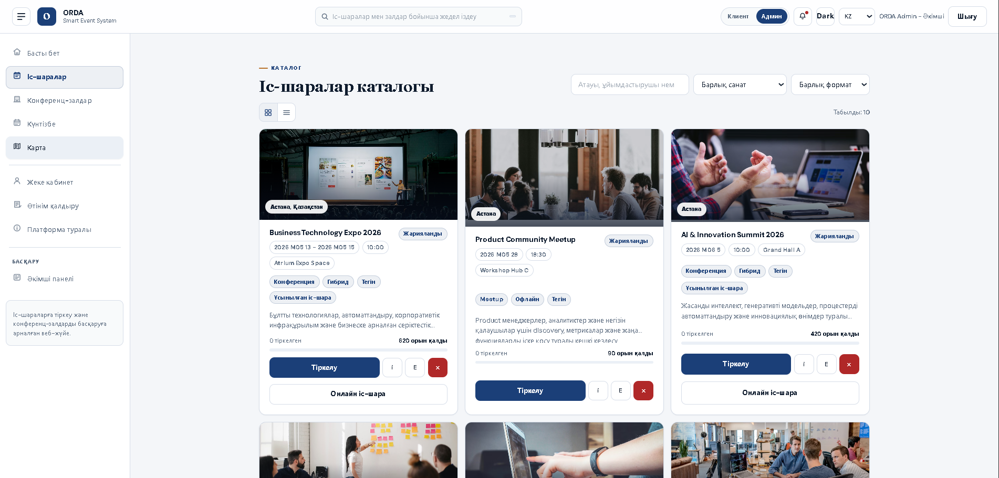 ORDA
Smart Event System
Іс-шаралар мен залдар бойынша жедел іздеу
Клиент
Админ
Dark
KZ
ORDA Admin - Әкімші
Шығу
Басты бет
Іс-шаралар
Конференц-залдар
Күнтізбе
Карта
Жеке кабинет
Өтінім қалдыру
Платформа туралы
БАСҚАРУ
Әкімші панелі
Іс-шараларға тіркеу және
конференц-залдарды басқаруға
арналған веб-жүйе.
КАТАЛОГ
Іс-шаралар каталогы
Атауы, ұйымдастырушы нем
Барлық санат
Барлық формат
Табылды: 10
Астана, Қазақстан
Business Technology Expo 2026
Жарияланды
2026 M05 13 - 2026 M05 15
10:00
Atrium Expo Space
Конференция
Гибрид
Тегін
Ұсынылған іс-шара
Бұлтты технологиялар, автоматтандыру, корпоративтік
инфрақұрылым және бизнеске арналған серіктестік...
0 тіркелген
620 орын қалды
Тіркелу
i
E
x
Онлайн іс-шара
Астана
Product Community Meetup
Жарияланды
2026 M05 28
18:30
Workshop Hub C
Meetup
Офлайн
Тегін
Product менеджерлер, аналитиктер және негізін
қалаушылар үшін discovery, метрикалар және жаңа...
функцияларды іске қосу туралы кешкі кездесу
0 тіркелген
90 орын қалды
Тіркелу
i
E
x
Астана
AI & Innovation Summit 2026
Жарияланды
2026 M06 5
10:00
Grand Hall A
Конференция
Гибрид
Тегін
Ұсынылған іс-шара
Жасанды интеллект, генеративті модельдер, процестерді
автоматтандыру және инновациялық өнімдер туралы...
0 тіркелген
420 орын қалды
Тіркелу
i
E
x
Онлайн іс-шара